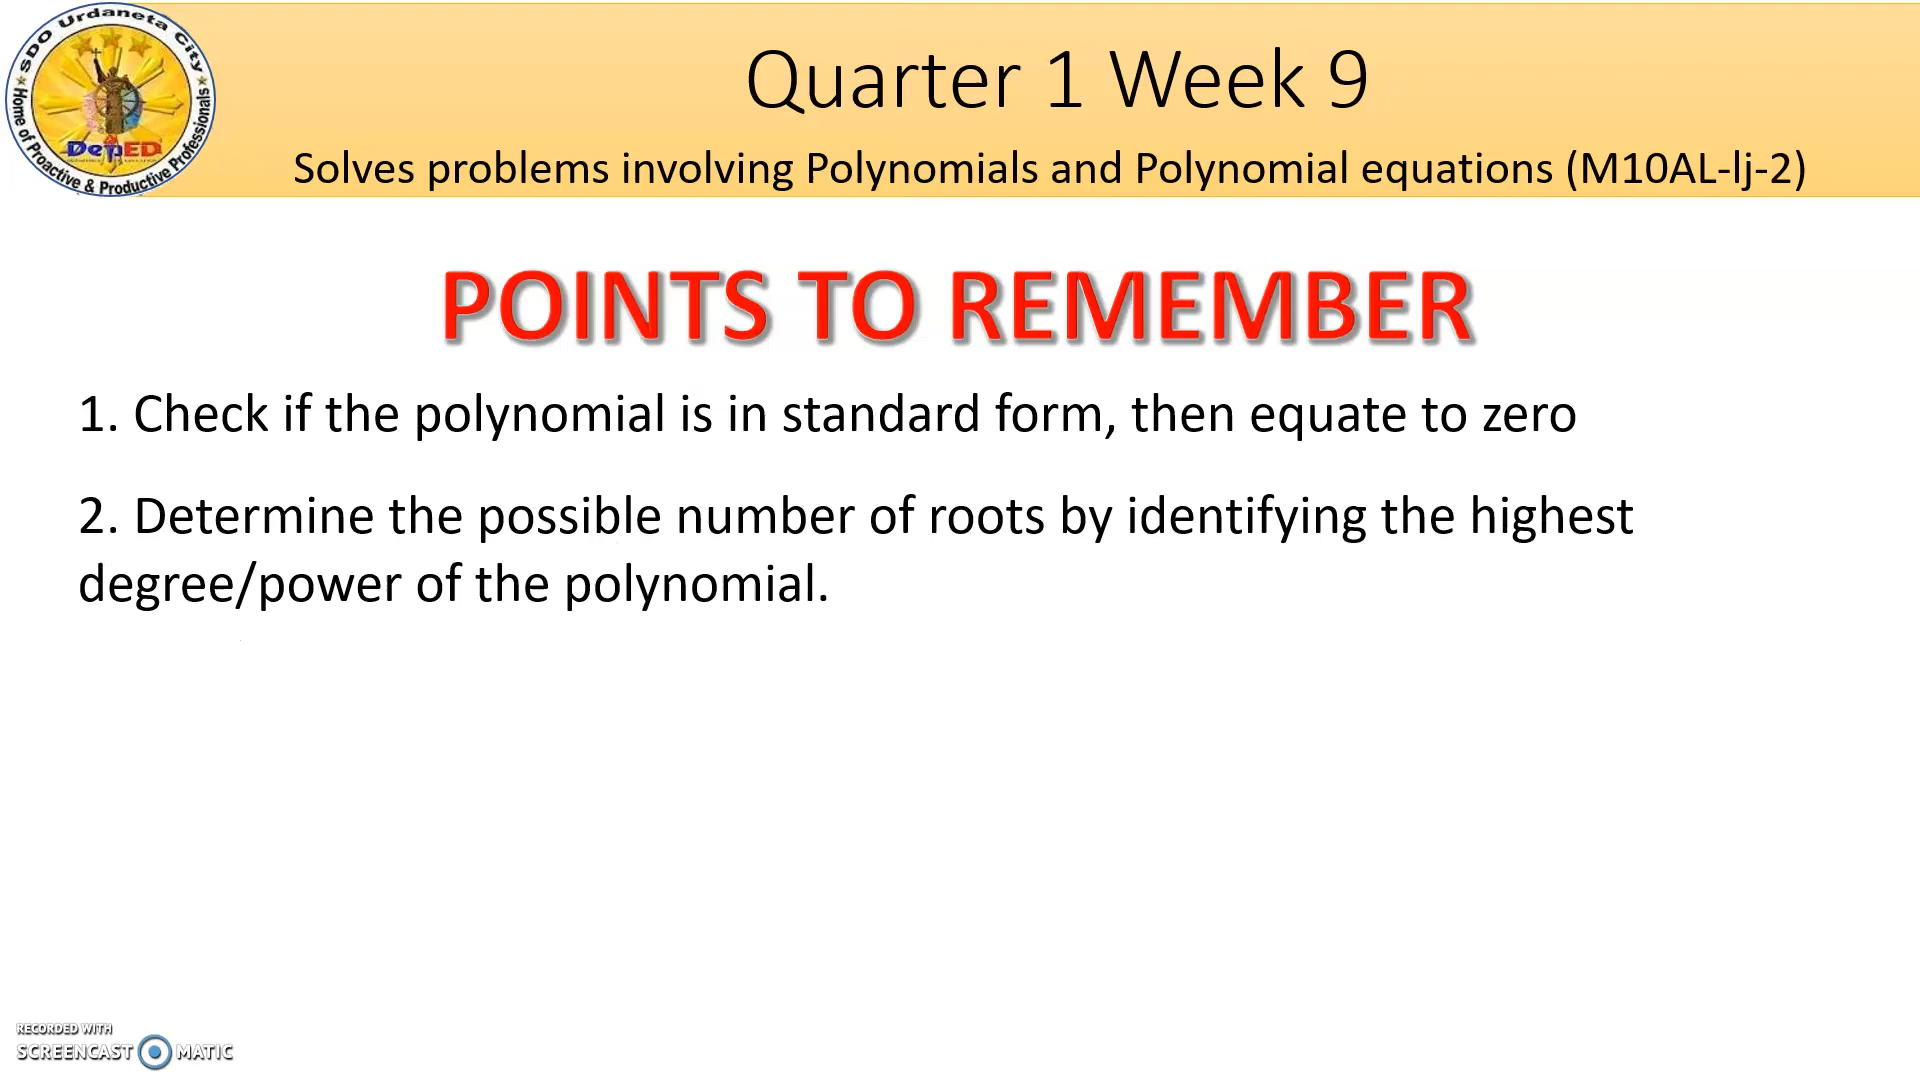 SDO Urdaneta City
Home of Proactive & Productive Professionals
DepED
Quarter 1 Week 9
Solves problems involving Polynomials and Polynomial equations (M10AL-lj-2)
POINTS TO REMEMBER
1. Check if the polynomial is in standard form, then equate to zero
2. Determine the possible number of roots by identifying the highest
degree/power of the polynomial.
RECORDED WITH
SCREENCAST MATIC